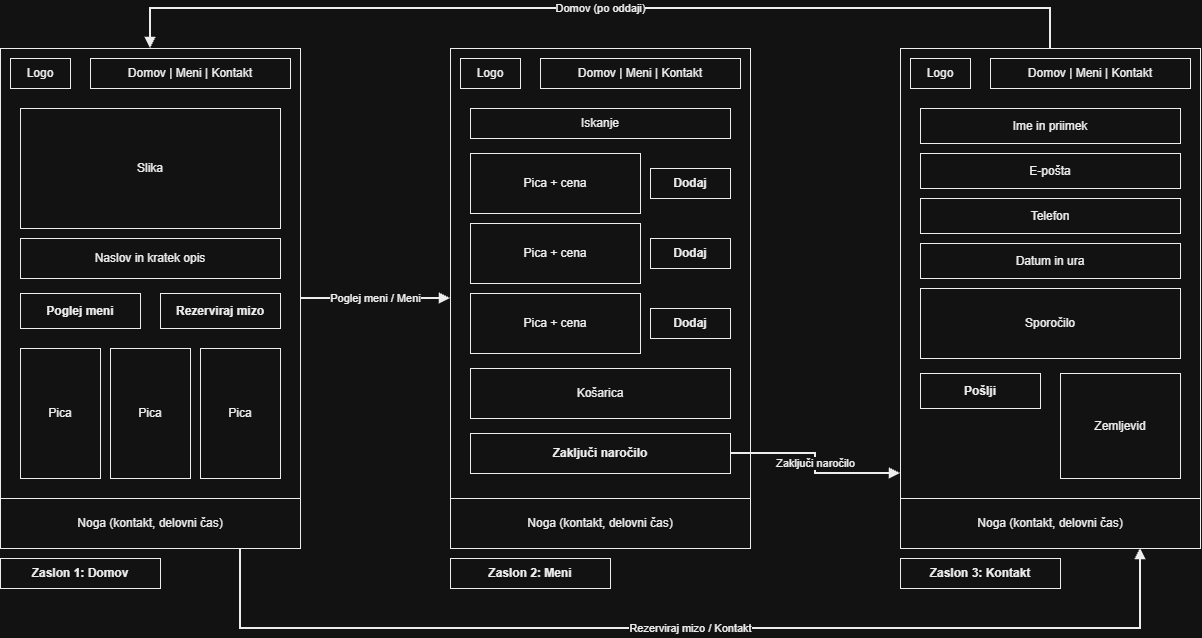 Domov (po oddaji)
Logo
Domov | Meni | Kontakt
Slika
Naslov in kratek opis
Poglej meni
Rezerviraj mizo
Pica
Pica
Pica
Noga (kontakt, delovni čas)
Zaslon 1: Domov
Poglej meni / Meni
Logo
Domov | Meni | Kontakt
Iskanje
Pica + cena
Dodaj
Pica + cena
Dodaj
Pica + cena
Dodaj
Košarica
Zaključi naročilo
Noga (kontakt, delovni čas)
Zaslon 2: Meni
Zaključi naročilo
Logo
Domov | Meni | Kontakt
Ime in priimek
E-pošta
Telefon
Datum in ura
Sporočilo
Pošlji
Zemljevid
Noga (kontakt, delovni čas)
Zaslon 3: Kontakt
Rezerviraj mizo / Kontakt